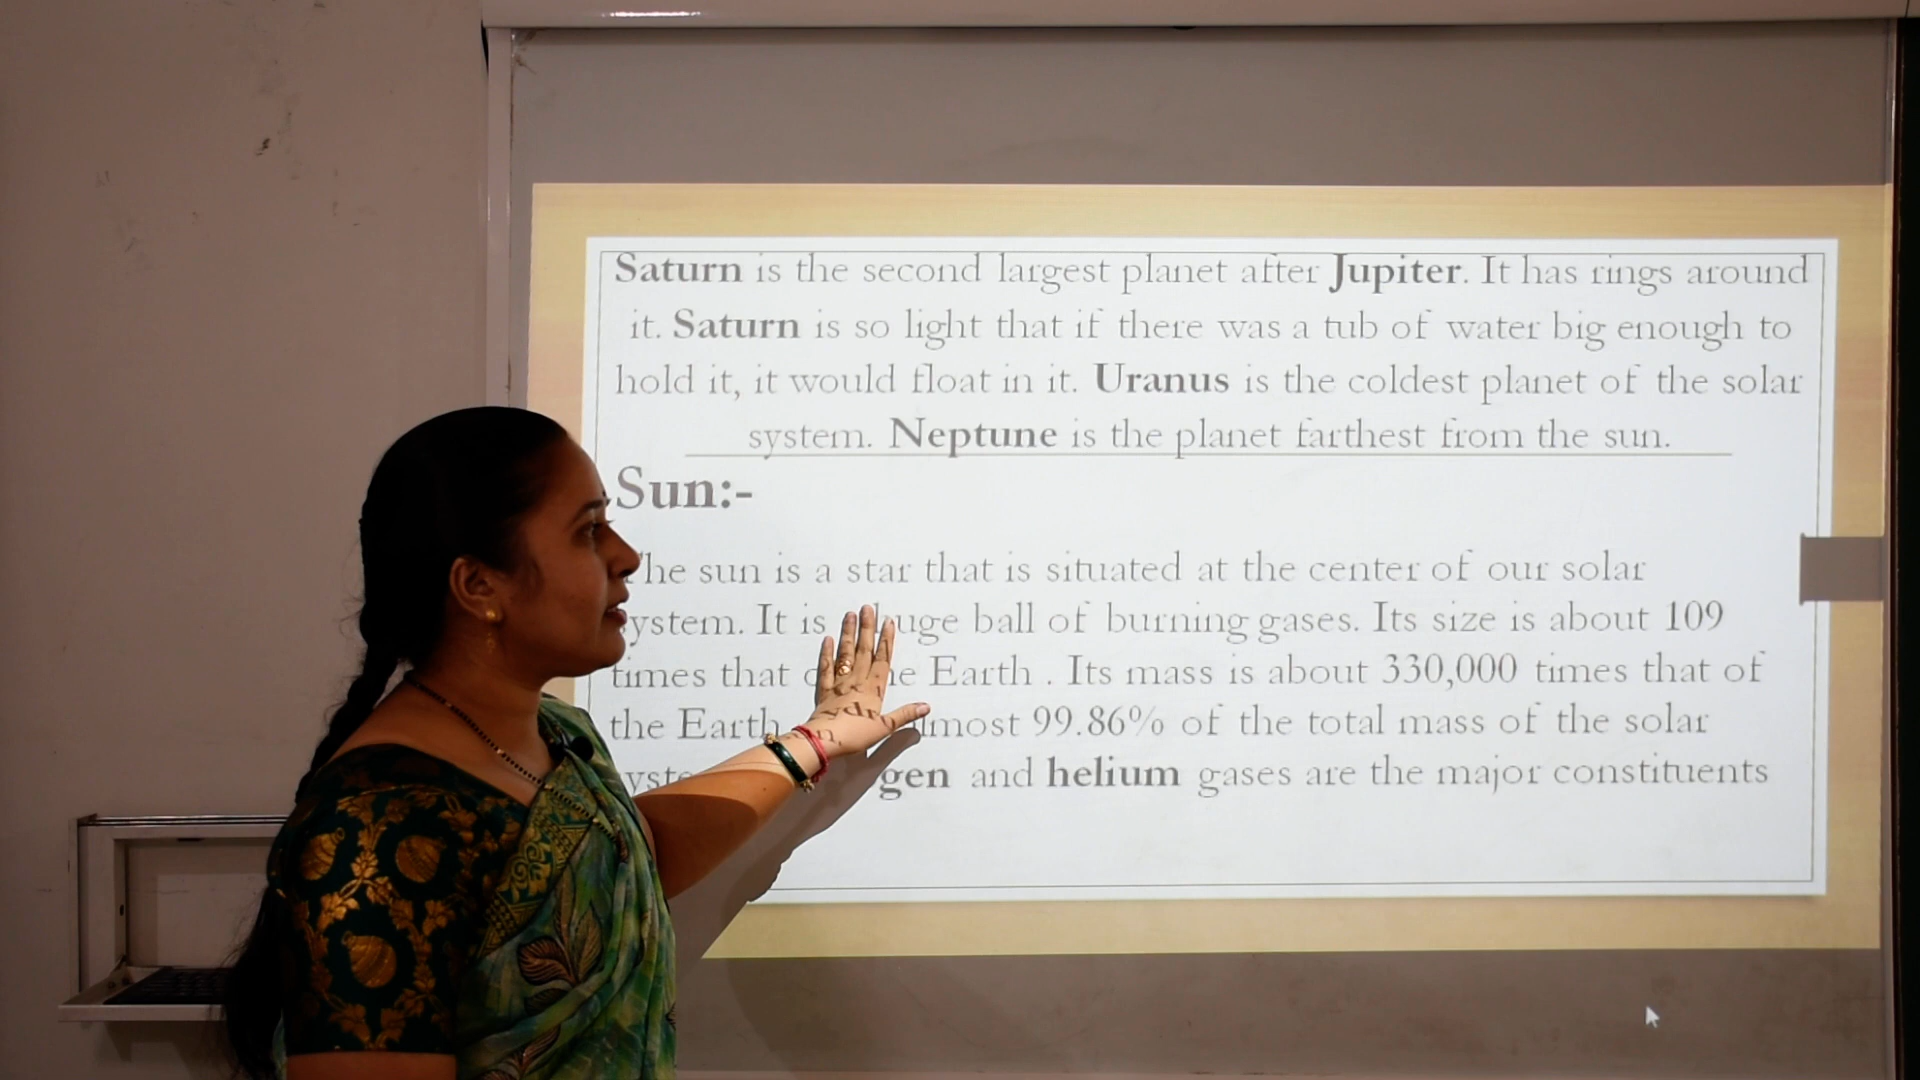 Saturn is the second largest planet after Jupiter. It has rings around
it. Saturn is so light that if there was a tub of water big enough to
hold it, it would float in it. Uranus is the coldest planet of the solar
system. Neptune is the planet farthest from the sun.
Sun:-
he sun is a star that is situated at the center of our solar
ystem. It is huge ball of burning gases. Its size is about 109
times that Earth . Its mass is about 330,000 times that of
the Earth lmost 99.86% of the total mass of the solar
yste gen and helium gases are the major constituents